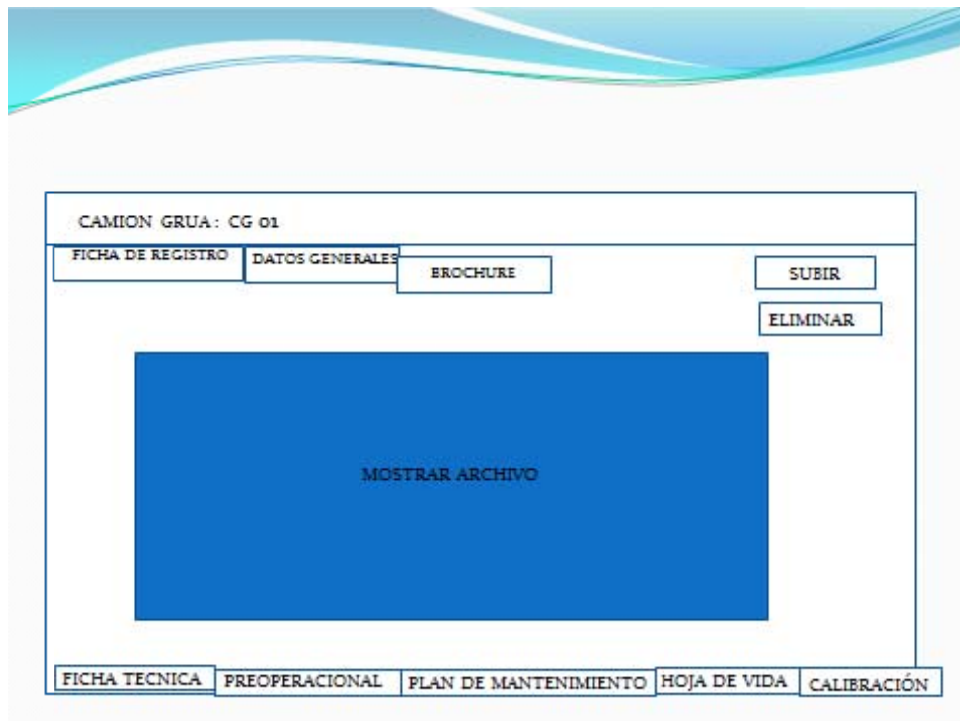 CAMION GRUA: CG 01
FICHA DE REGISTRO
DATOS GENERALES
BROCHURE
SUBIR
ELIMINAR
MOSTRAR ARCHIVO
FICHA TECNICA
PREOPERACIONAL
PLAN DE MANTENIMIENTO
HOJA DE VIDA
CALIBRACIÓN